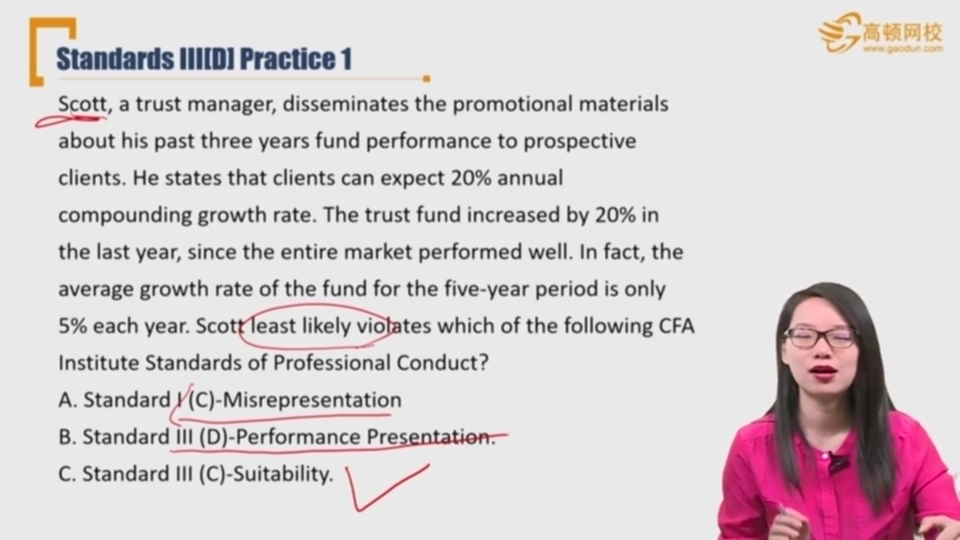 Standards III[D] Practice 1
高顿网校
www.gaodun.com
Scott, a trust manager, disseminates the promotional materials
about his past three years fund performance to prospective
clients. He states that clients can expect 20% annual
compounding growth rate. The trust fund increased by 20% in
the last year, since the entire market performed well. In fact, the
average growth rate of the fund for the five-year period is only
5% each year. Scott least likely violates which of the following CFA
Institute Standards of Professional Conduct?
A. Standard I (C)-Misrepresentation
B. Standard III (D)-Performance Presentation.
C. Standard III (C)-Suitability.